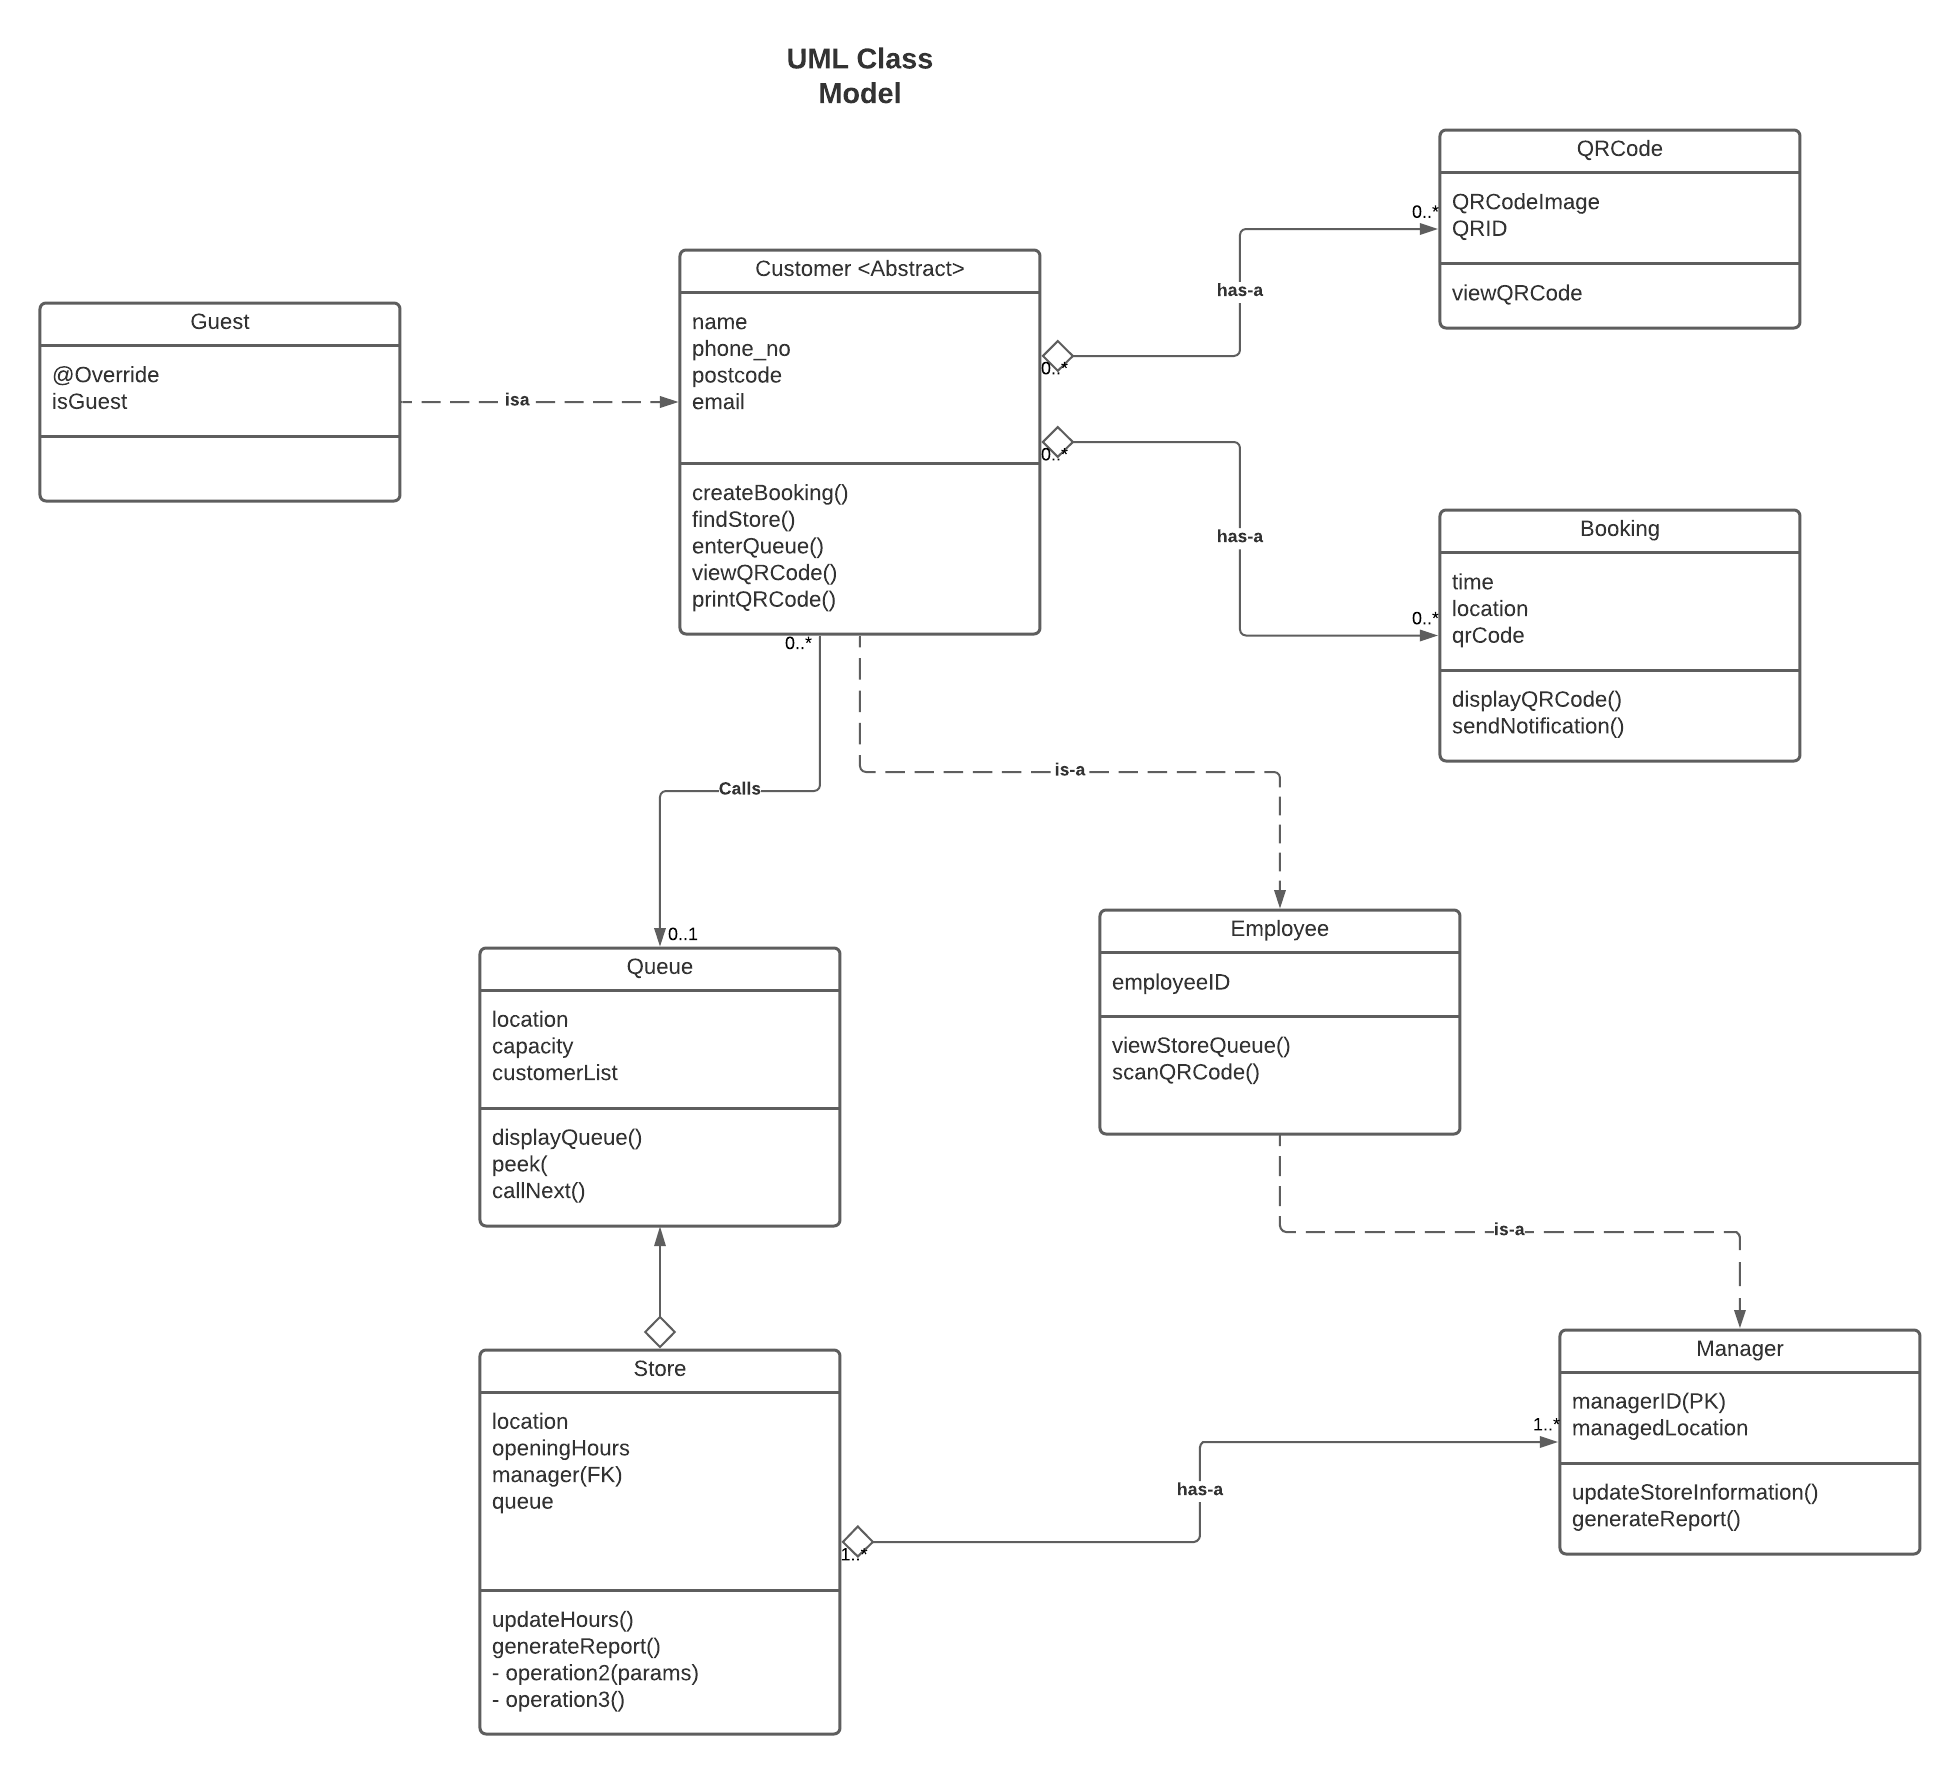 UML Class
Model
QRCode
QRCodeImage
QRID
viewQRCode
0..*
has-a
Customer <Abstract>
name
phone_no
postcode
email
createBooking()
findStore()
enterQueue()
viewQRCode()
printQRCode()
0..*
0..*
Guest
@Override
isGuest
isa
has-a
Booking
time
location
qrCode
displayQRCode()
sendNotification()
0..*
0..*
Calls
is-a
0..1
Queue
location
capacity
customerList
displayQueue()
peek(
callNext()
Employee
employeeID
viewStoreQueue()
scanQRCode()
is-a
Store
location
openingHours
manager(FK)
queue
updateHours()
generateReport()
- operation2(params)
- operation3()
1..*
has-a
1..*
Manager
managerID(PK)
managedLocation
updateStoreInformation()
generateReport()